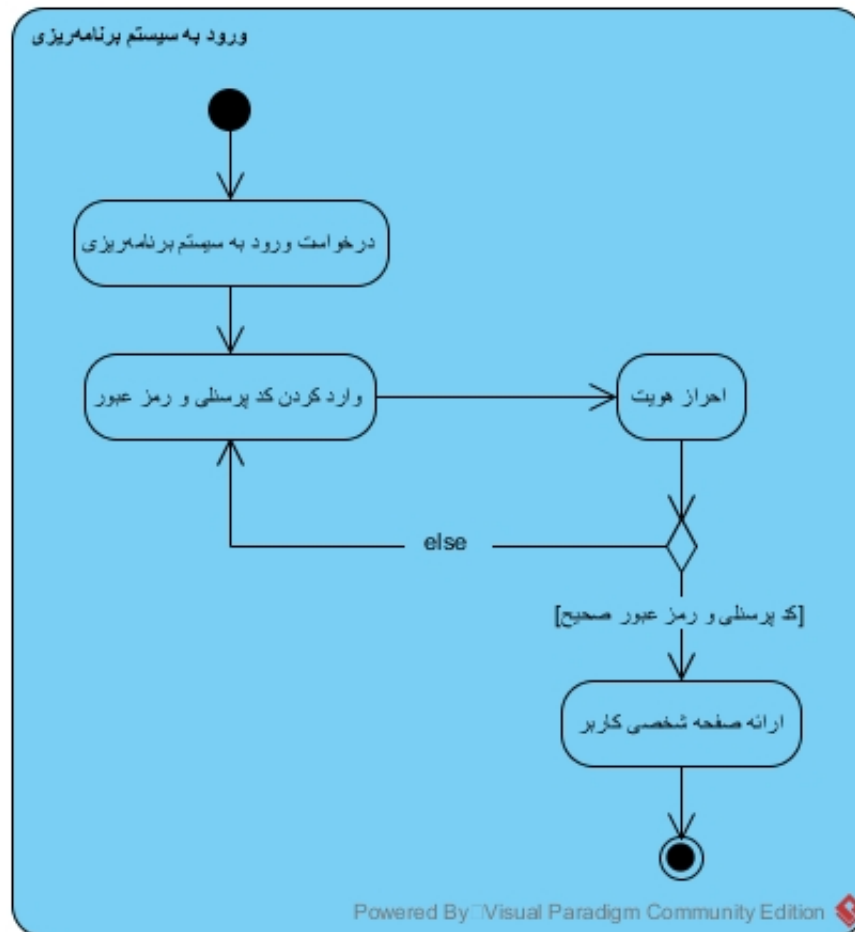 ورود به سیستم برنامه‌ریزی
درخواست ورود به سیستم برنامه‌ریزی
وارد کردن کد پرسنلی و رمز عبور
احراز هویت
else
[کد پرسنلی و رمز عبور صحیح]
ارائه صفحه شخصی کاربر
Powered By Visual Paradigm Community Edition